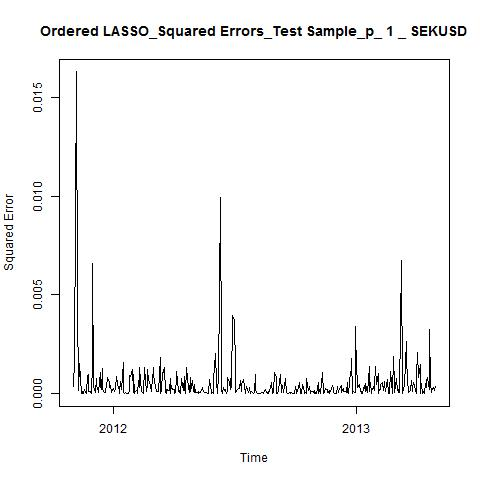 Ordered LASSO_Squared Errors_Test Sample_p_ 1 _ SEKUSD
Squared Error
0.015
0.010
0.005
0.000
2012 2013
Time